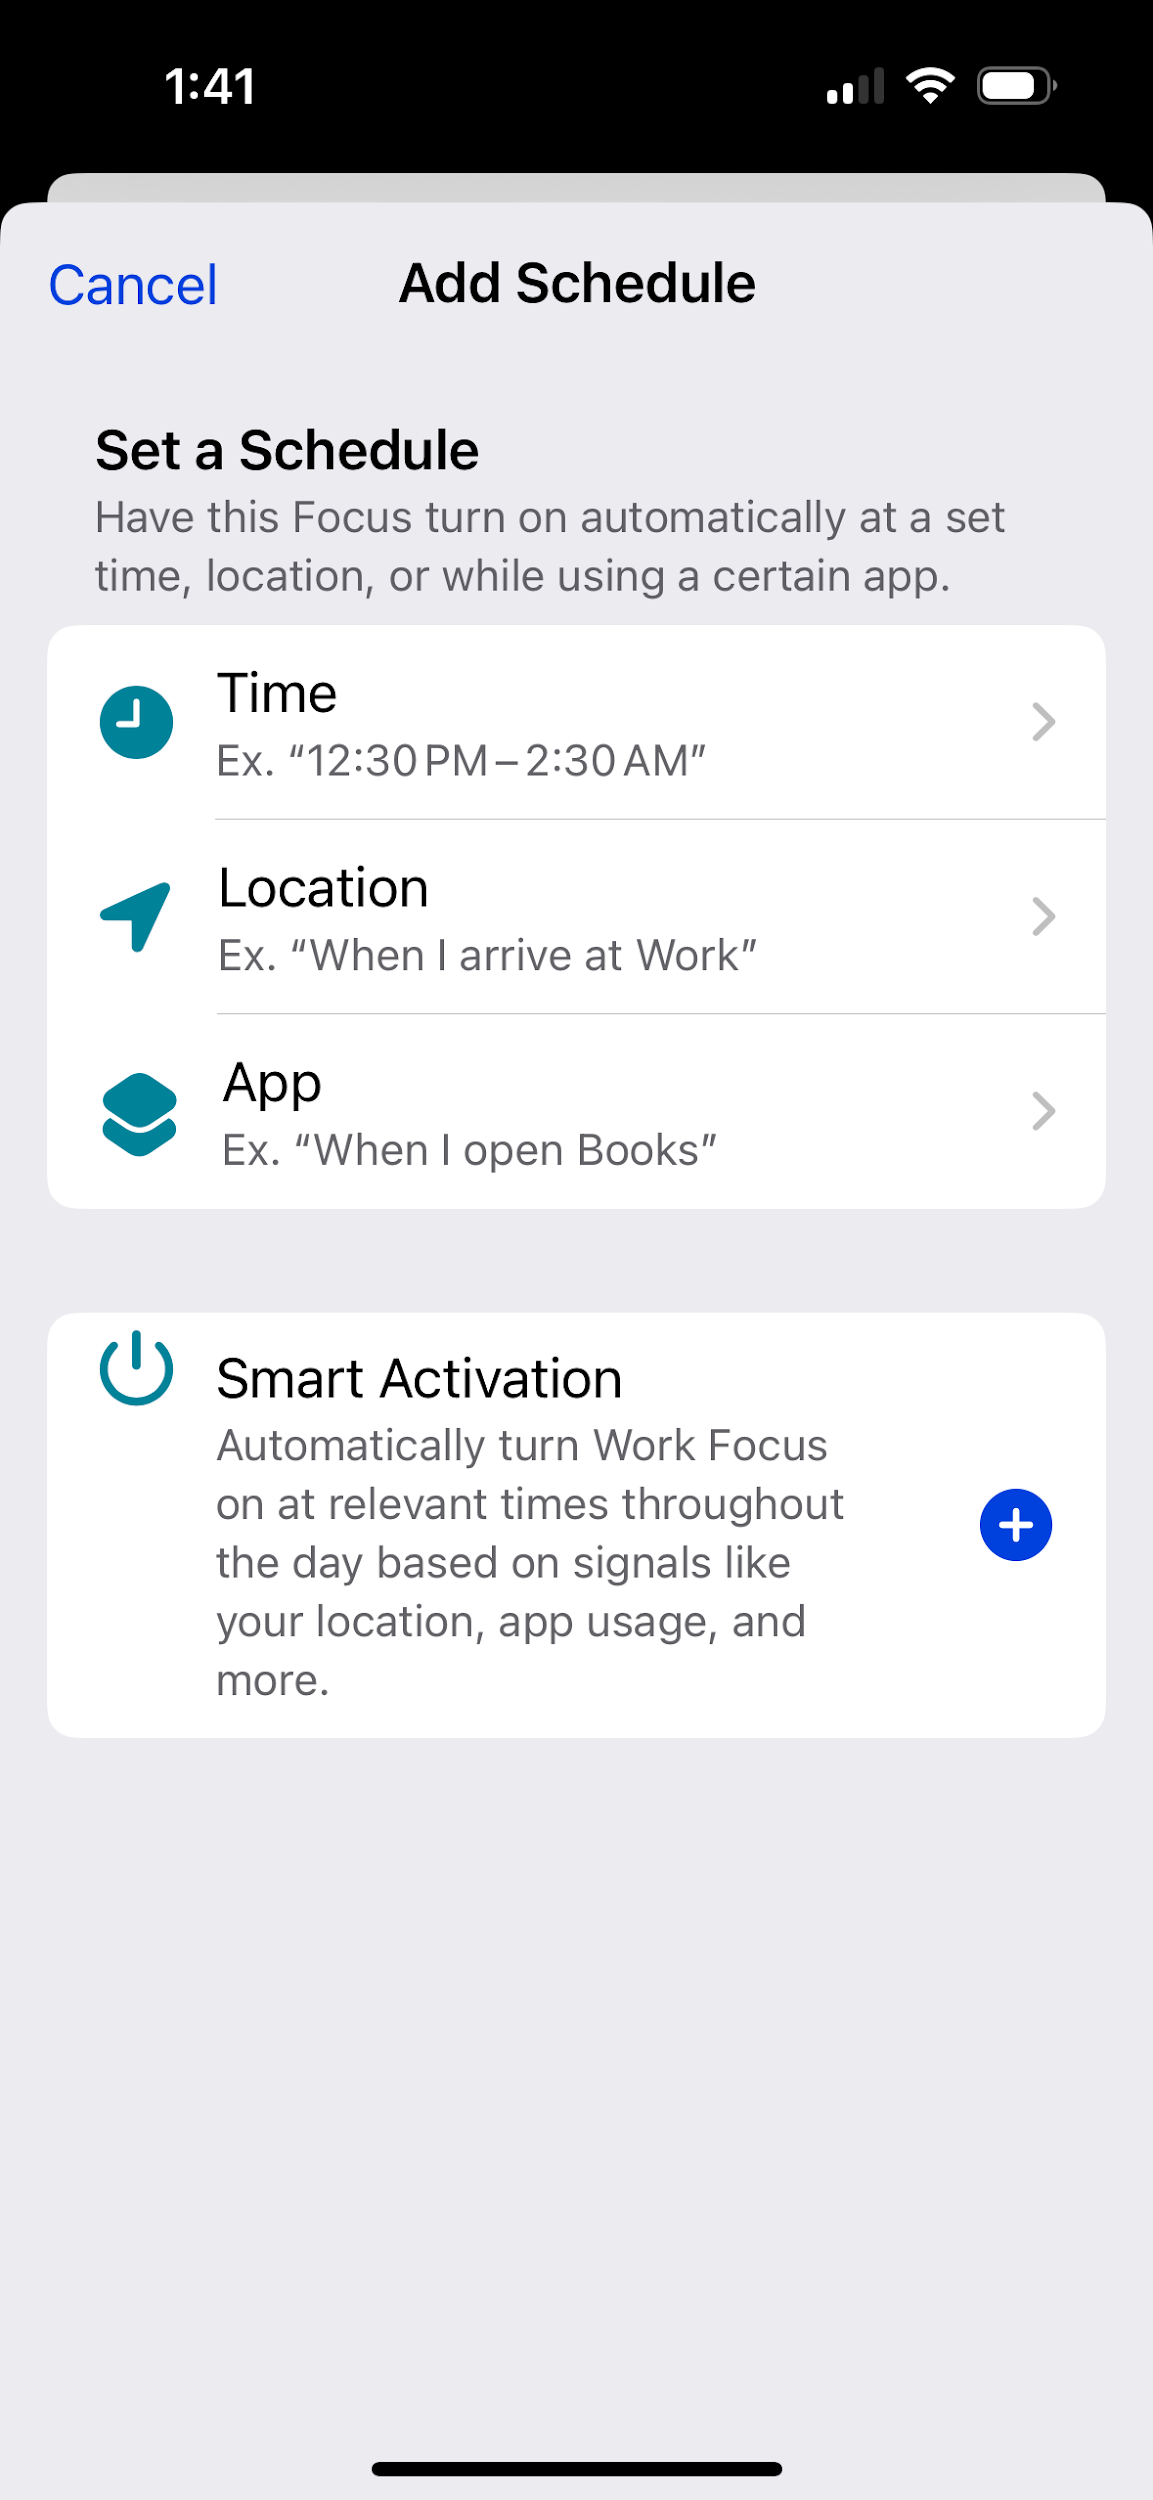 1:41
Cancel
Add Schedule
Set a Schedule
Have this Focus turn on automatically at a set
time, location, or while using a certain app.
Time
Ex. “12:30 PM – 2:30 AM”
Location
Ex. “When I arrive at Work”
App
Ex. “When I open Books”
Smart Activation
Automatically turn Work Focus
on at relevant times throughout
the day based on signals like
your location, app usage, and
more.